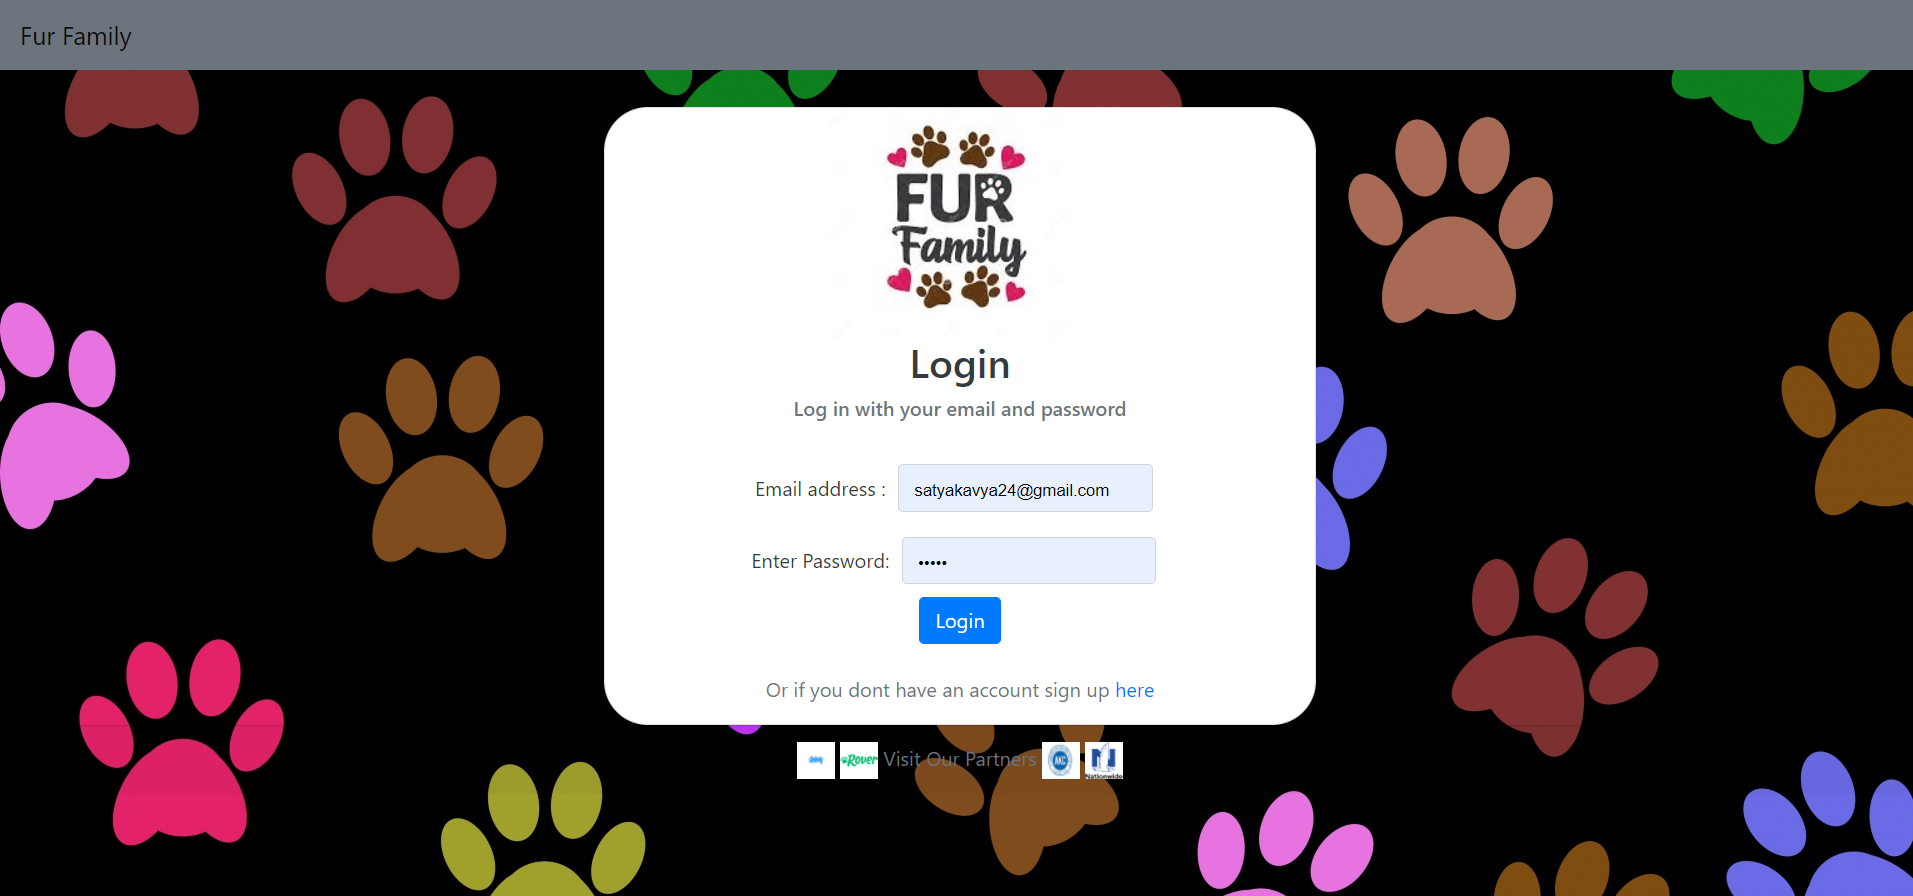 Fur Family
FUR
Family
Login
Log in with your email and password
Email address :
satyakavya24@gmail.com
Enter Password:
•••••
Login
Or if you dont have an account sign up here
Rover Visit Our Partners AKC N
Nationwide